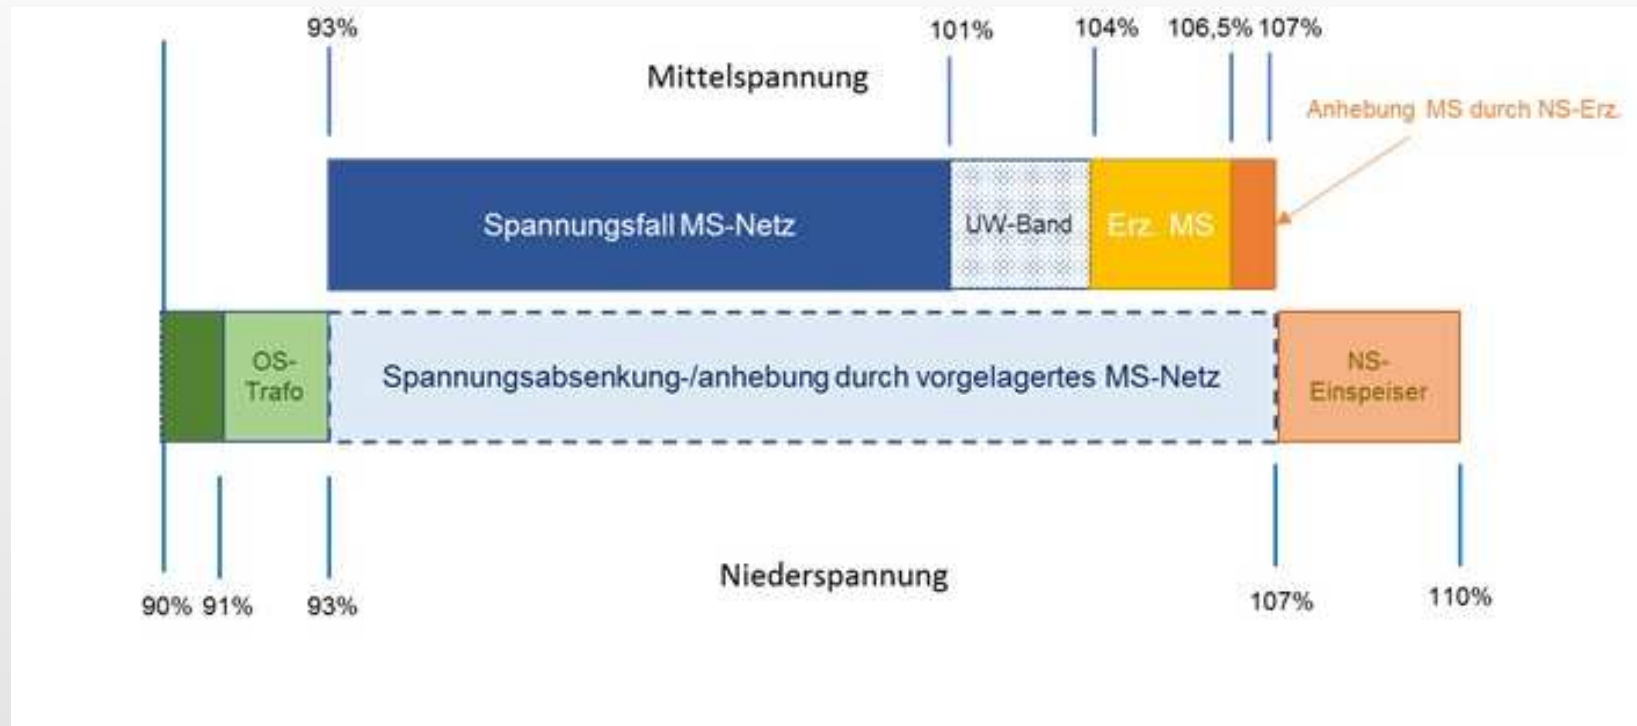 93%
101%
104%
106,5%
107%
Mittelspannung
Anhebung MS durch NS-Erz.
Spannungsfall MS-Netz
UW-Band
Erz. MS
OS-
Trafo
Spannungsabsenkung-/anhebung durch vorgelagertes MS-Netz
NS-
Einspeiser
Niederspannung
90%
91%
93%
107%
110%